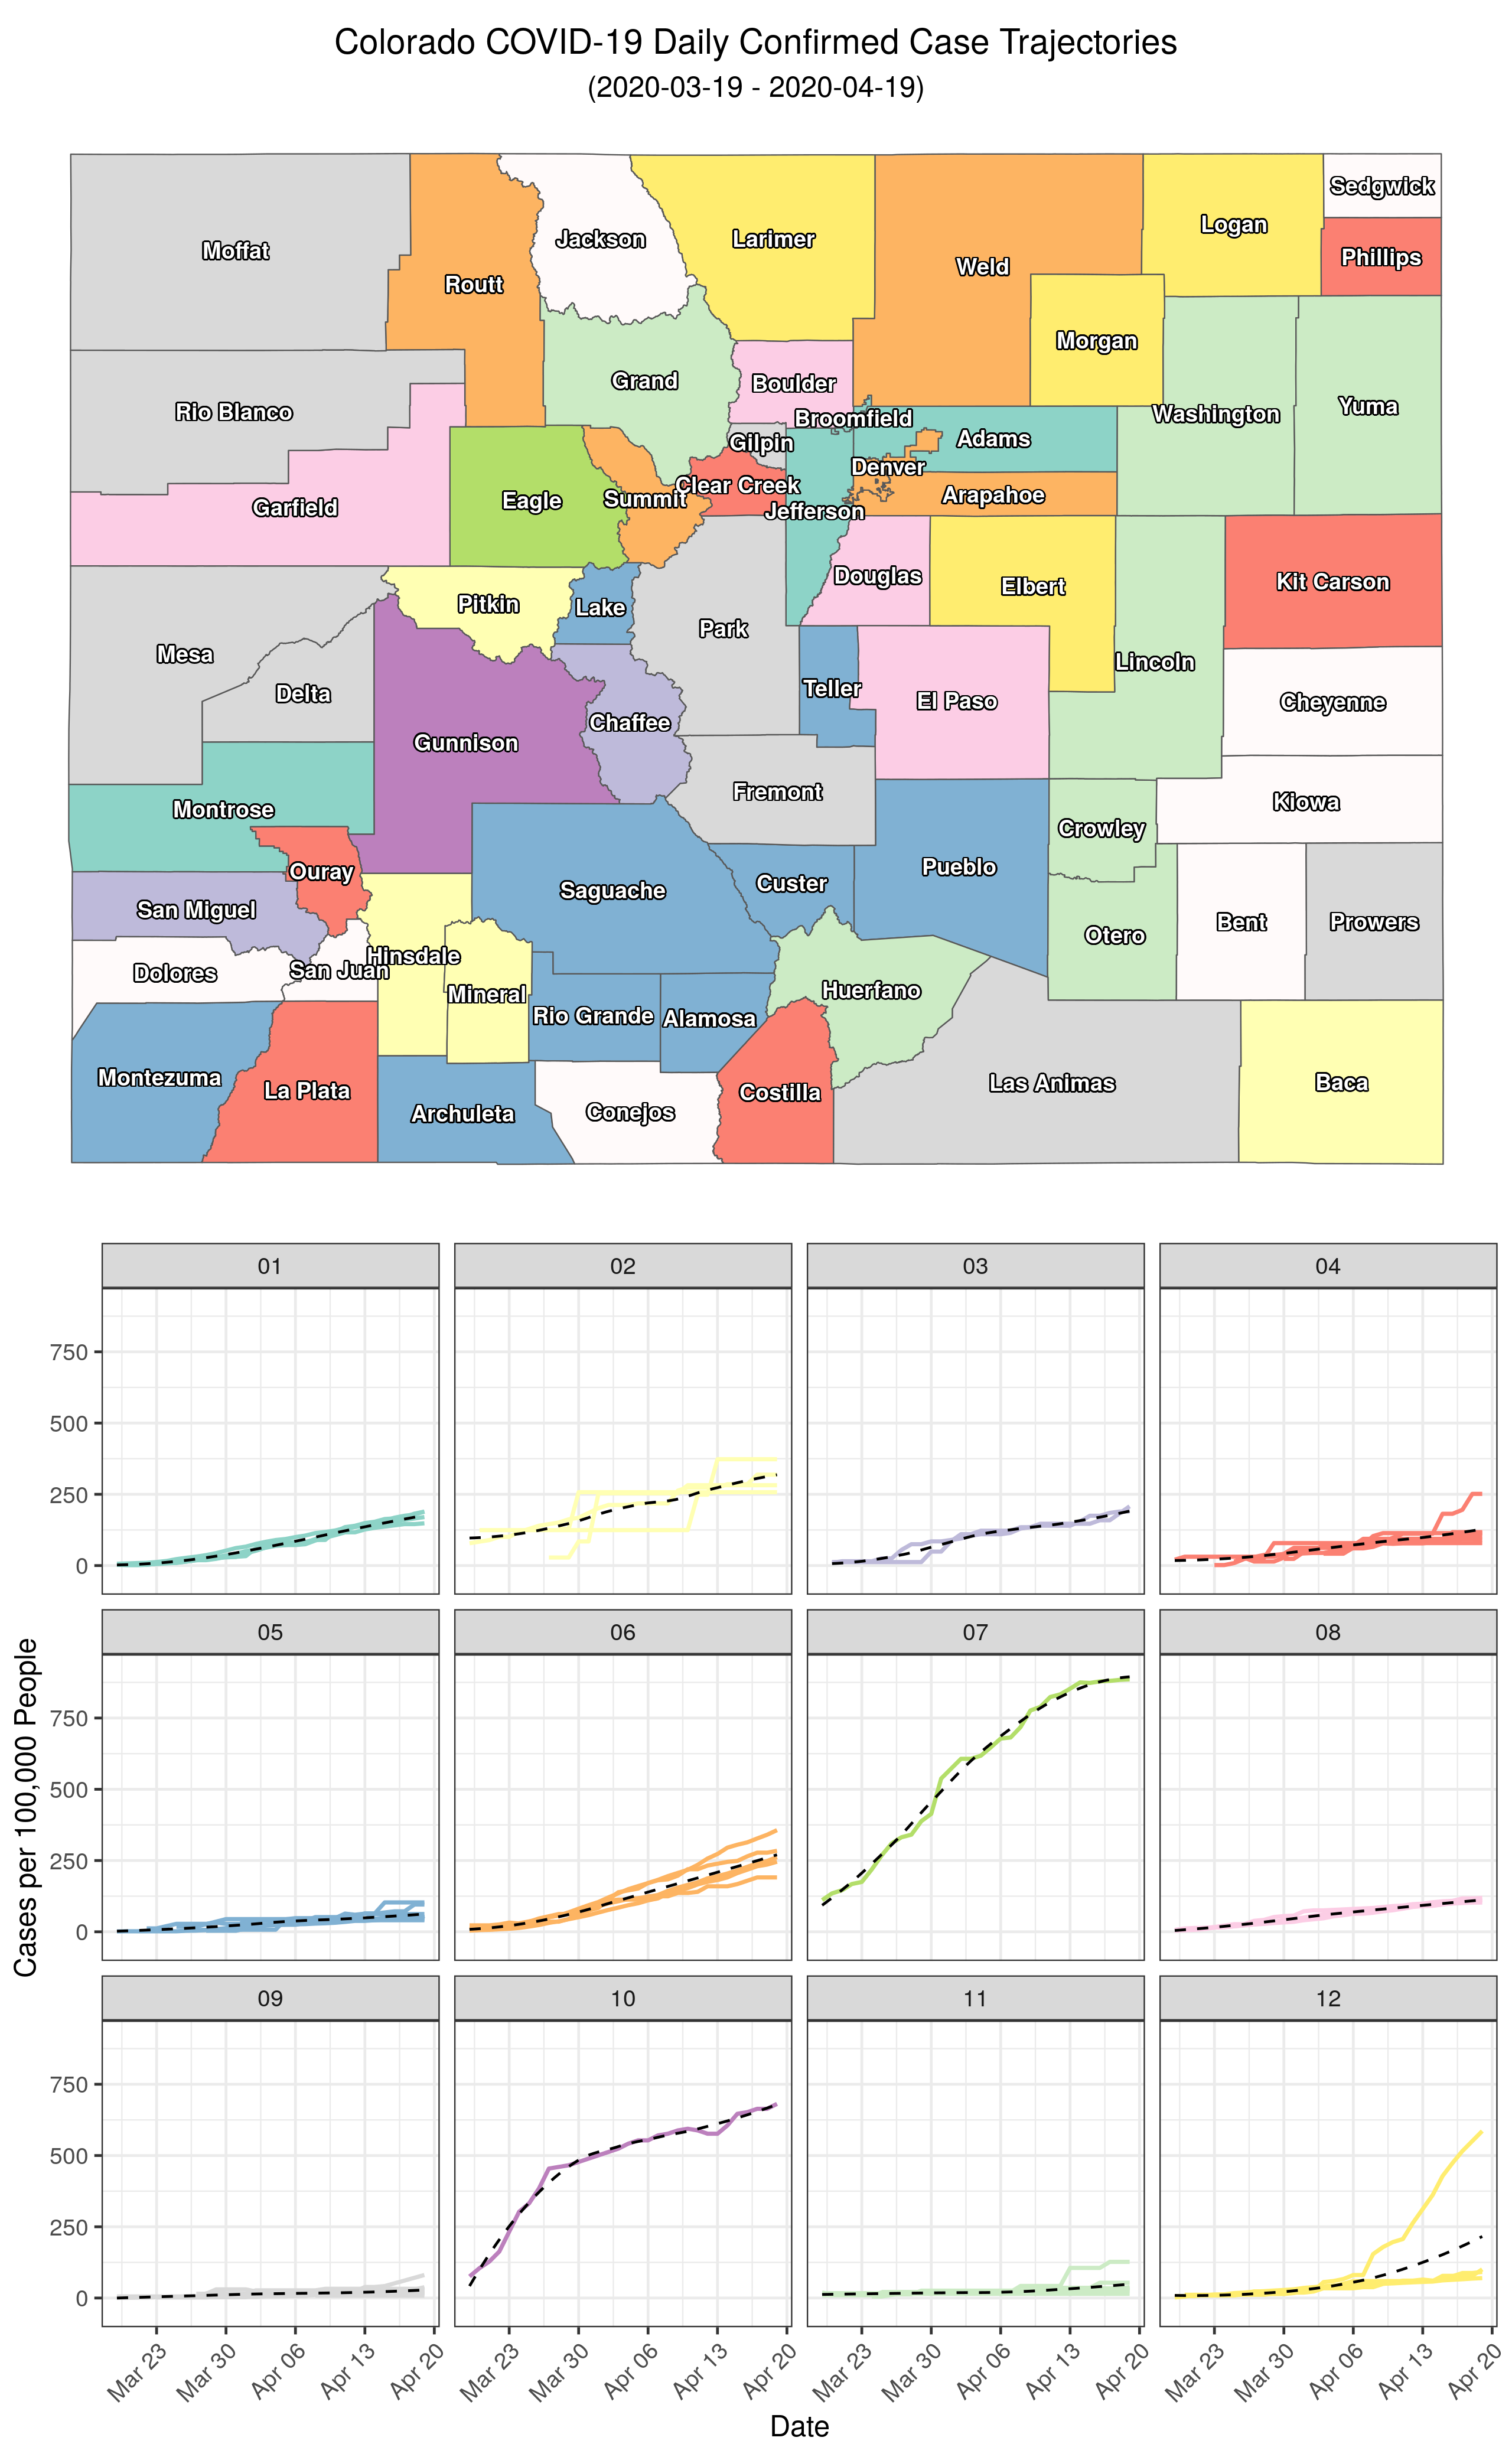 Colorado COVID-19 Daily Confirmed Case Trajectories
(2020-03-19 - 2020-04-19)
Sedgwick
Logan
Jackson
Larimer
Moffat
Phillips
Weld
Routt
Morgan
Grand
Boulder
Yuma
Rio Blanco
Washington
Broomfield
Adams
Gilpin
Denver
Clear Creek
Arapahoe
Eagle
Summit
Garfield
Jefferson
Douglas
Kit Carson
Elbert
Pitkin
Lake
Park
Mesa
Lincoln
Teller
Delta
El Paso
Cheyenne
Chaffee
Gunnison
Fremont
Kiowa
Montrose
Crowley
Pueblo
Ouray
Custer
Saguache
San Miguel
Bent
Prowers
Otero
Hinsdale
San Juan
Dolores
Huerfano
Mineral
Rio Grande
Alamosa
Montezuma
Las Animas
Baca
La Plata
Costilla
Conejos
Archuleta
01 02 03 04
750
500
250
0
05 06 07 08
750
500
250
0
09 10 11 12
750
500
250
0
Mar 23 Mar 30 Apr 06 Apr 13 Apr 20 Mar 23 Mar 30 Apr 06 Apr 13 Apr 20 Mar 23 Mar 30 Apr 06 Apr 13 Apr 20 Mar 23 Mar 30 Apr 06 Apr 13 Apr 20
Cases per 100,000 People
Date